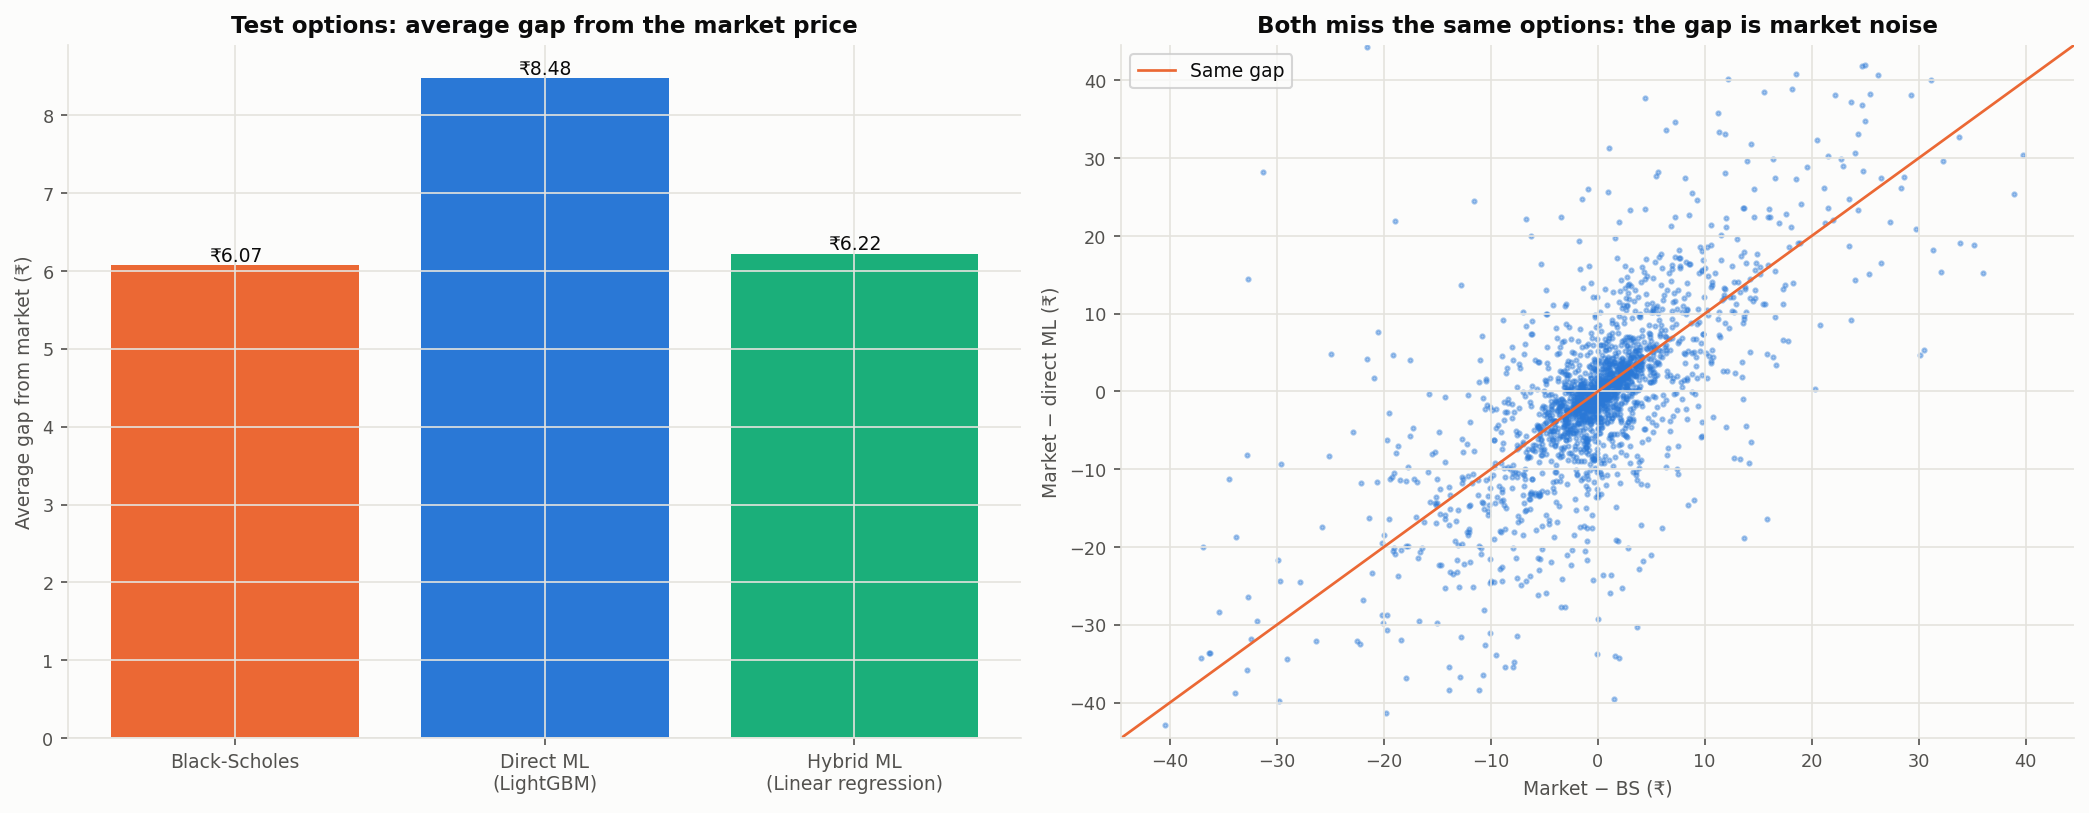 Test options: average gap from the market price
Average gap from market (₹)
8
7
6
5
4
3
2
1
0
₹6.07
₹8.48
₹6.22
Black-Scholes
Direct ML
(LightGBM)
Hybrid ML
(Linear regression)
Both miss the same options: the gap is market noise
Same gap
Market − direct ML (₹)
40
30
20
10
0
−10
−20
−30
−40
−40
−30
−20
−10
0
10
20
30
40
Market − BS (₹)